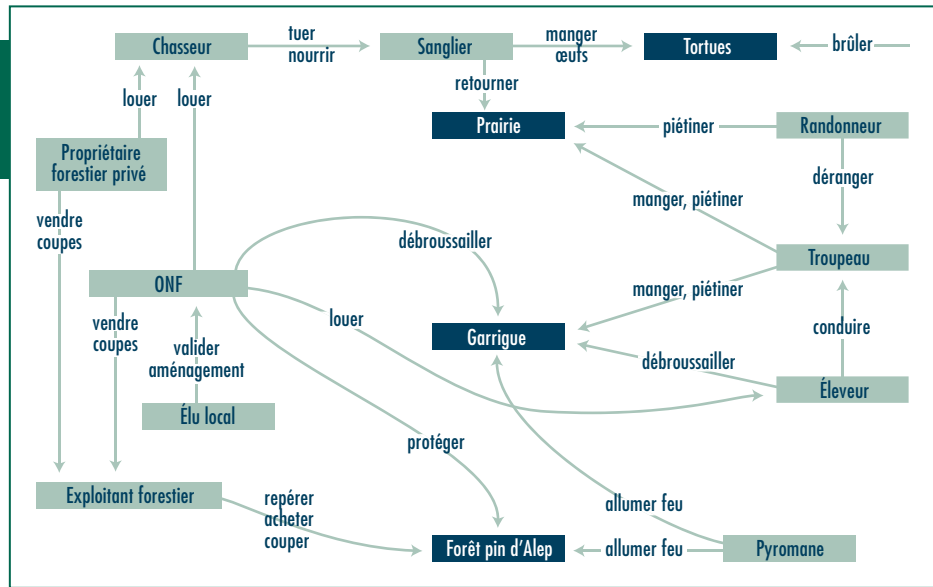 Chasseur
tuer
nourrir
Sanglier
manger
œufs
Tortues
brûler
louer
louer
retourner
Prairie
piétiner
Randonneur
Propriétaire
forestier privé
déranger
manger, piétiner
vendre
coupes
débroussailler
Troupeau
ONF
manger, piétiner
louer
vendre
coupes
valider
aménagement
Garrigue
conduire
débroussailler
Éleveur
Élu local
protéger
Exploitant forestier
repérer
acheter
couper
allumer feu
Forêt pin d’Alep
allumer feu
Pyromane